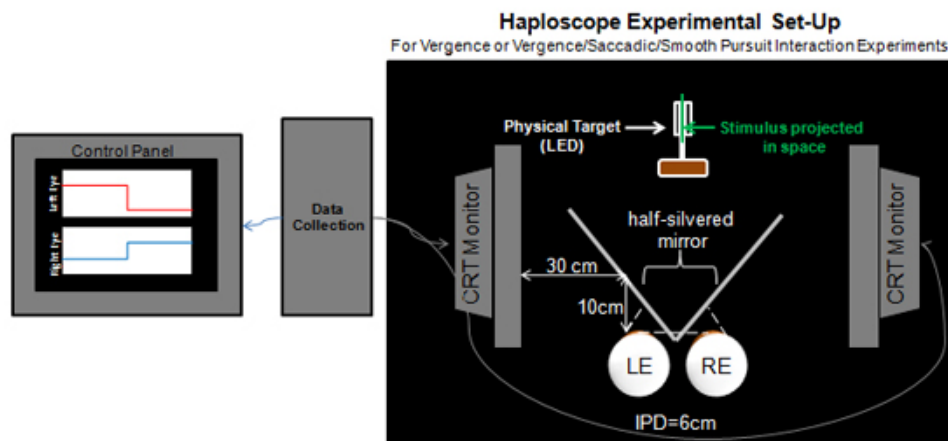 Haploscope Experimental Set-Up
For Vergence or Vergence/Saccadic/Smooth Pursuit Interaction Experiments
Control Panel
Left Eye
Right Eye
Data
Collection
CRT Monitor
Physical Target
(LED)
Stimulus projected
in space
half-silvered
mirror
30 cm
10cm
LE
RE
IPD=6cm
CRT Monitor